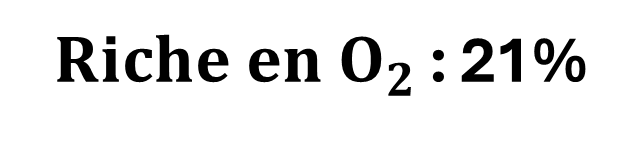 Riche en O₂ : 21%